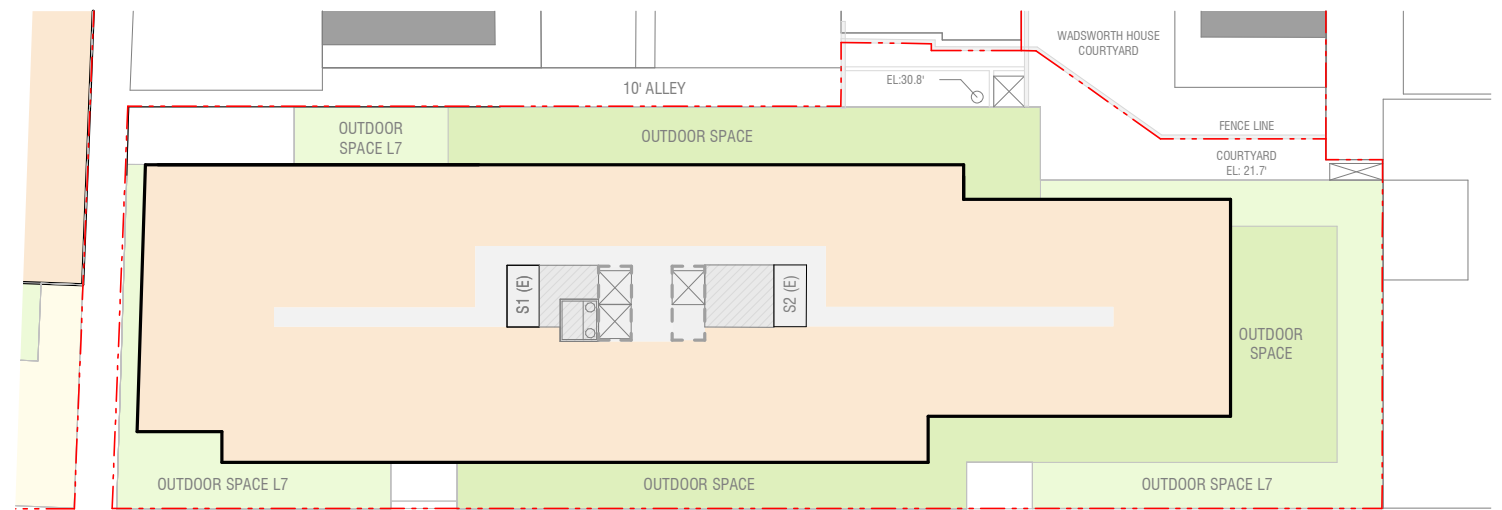 WADSWORTH HOUSE
COURTYARD
EL:30.8'
10' ALLEY
OUTDOOR
SPACE L7
OUTDOOR SPACE
FENCE LINE
COURTYARD
EL: 21.7'
S1 (E)
S2 (E)
OUTDOOR
SPACE
OUTDOOR SPACE L7
OUTDOOR SPACE
OUTDOOR SPACE L7